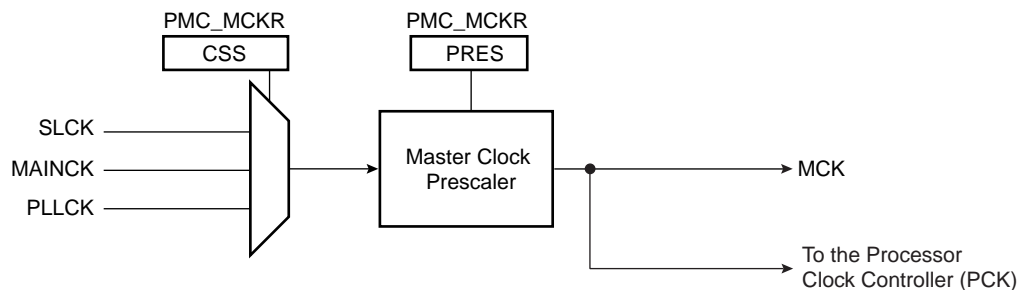 PMC_MCKR
CSS
PMC_MCKR
PRES
SLCK
MAINCK
PLLCK
Master Clock
Prescaler
MCK
To the Processor
Clock Controller (PCK)